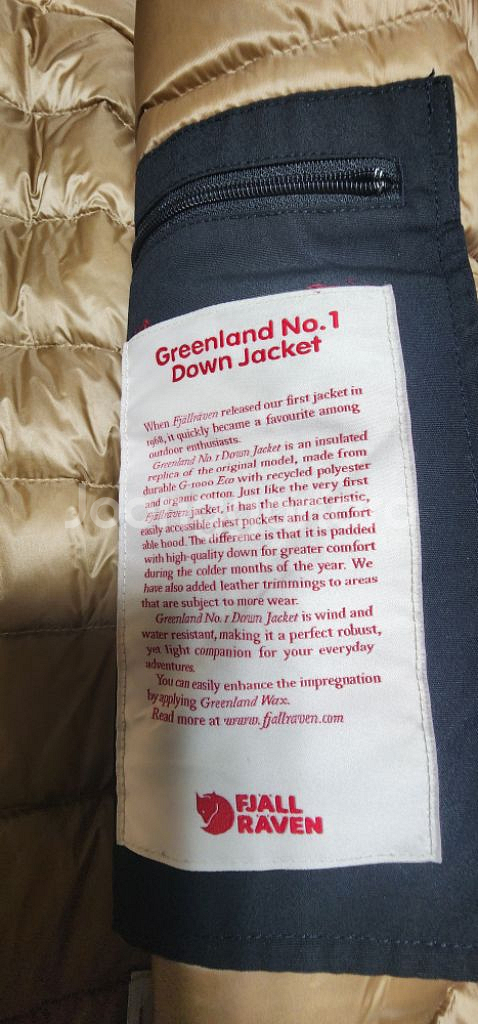 Greenland No. 1
Down Jacket
When Fjällräven released our first jacket in
1968, it quickly became a favourite among
outdoor enthusiasts.
Greenland No. 1 Down Jacket is an insulated
replica of the original model, made from
durable G-1000 Eco with recycled polyester
and organic cotton. Just like the very first
Fjällräven jacket, it has the characteristic,
easily accessible chest pockets and a comfort-
able hood. The difference is that it is padded
with high-quality down for greater comfort
during the colder months of the year. We
have also added leather trimmings to areas
that are subject to more wear.
Greenland No. 1 Down Jacket is wind and
water resistant, making it a perfect robust,
yet light companion for your everyday
adventures.
You can easily enhance the impregnation
by applying Greenland Wax.
Read more at www.fjallraven.com
FJÄLL
RÄVEN